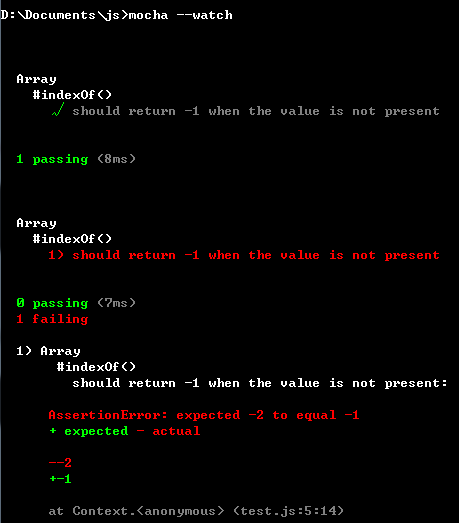 D:\Documents\js>mocha --watch
Array
#indexOf()
√ should return -1 when the value is not present
1 passing (8ms)
Array
#indexOf()
1) should return -1 when the value is not present
0 passing (7ms)
1 failing
1) Array
#indexOf()
should return -1 when the value is not present:
AssertionError: expected -2 to equal -1
+ expected - actual
--2
+-1
at Context.<anonymous> (test.js:5:14)